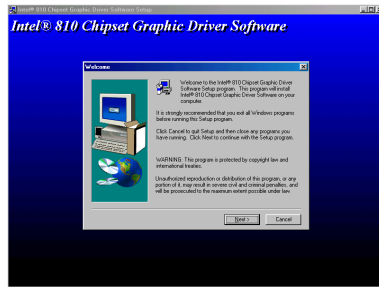 Intel® 810 Chipset Graphic Driver Software Setup
Intel® 810 Chipset Graphic Driver Software
Welcome
Welcome to the Intel® 810 Chipset Graphic Driver
Software Setup program. This program will install
Intel® 810 Chipset Graphic Driver Software on your
computer.
It is strongly recommended that you exit all Windows programs
before running this Setup program.
Click Cancel to quit Setup and then close any programs you
have running. Click Next to continue with the Setup program.
WARNING: This program is protected by copyright law and
international treaties.
Unauthorized reproduction or distribution of this program, or any
portion of it, may result in severe civil and criminal penalties, and
will be prosecuted to the maximum extent possible under law.
Next >
Cancel